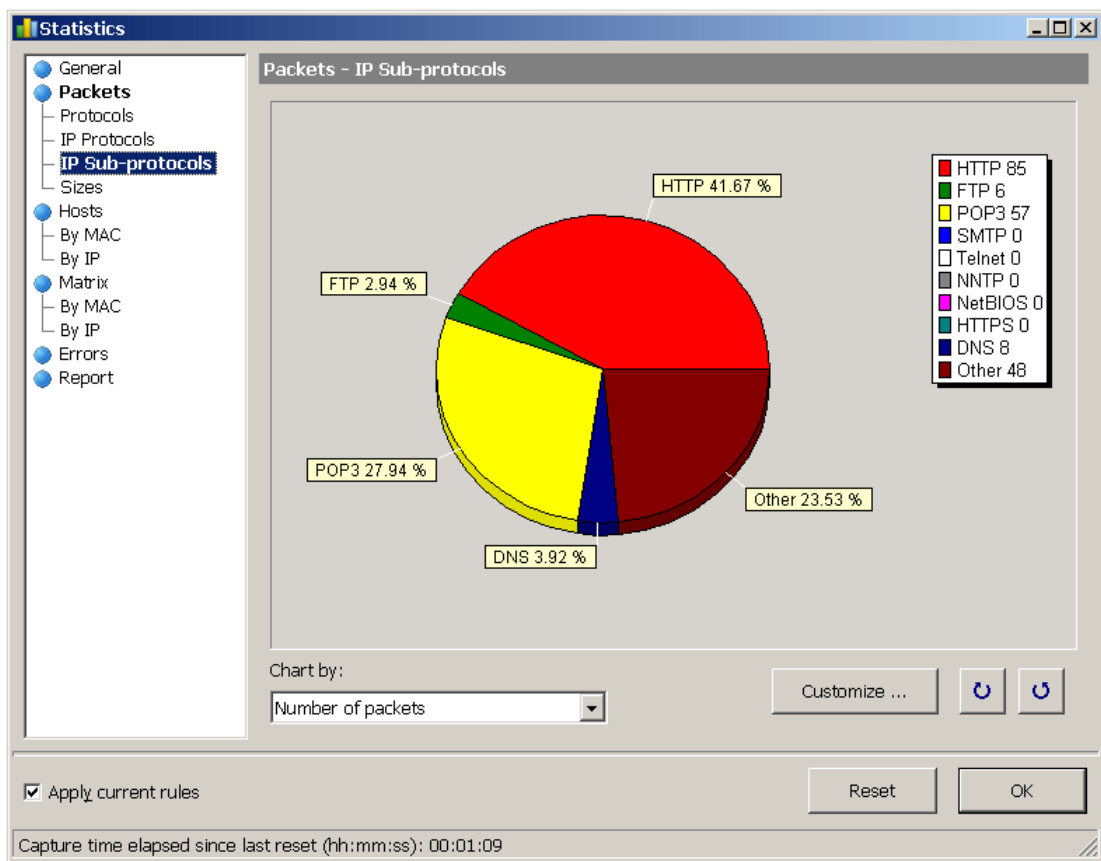 Statistics
General
Packets
Protocols
IP Protocols
IP Sub-protocols
Sizes
Hosts
By MAC
By IP
Matrix
By MAC
By IP
Errors
Report
Packets - IP Sub-protocols
HTTP 41.67 %
FTP 2.94 %
POP3 27.94 %
DNS 3.92 %
Other 23.53 %
HTTP 85
FTP 6
POP3 57
SMTP 0
Telnet 0
NNTP 0
NetBIOS 0
HTTPS 0
DNS 8
Other 48
Chart by:
Number of packets
Customize ...
Apply current rules
Reset
OK
Capture time elapsed since last reset (hh:mm:ss): 00:01:09